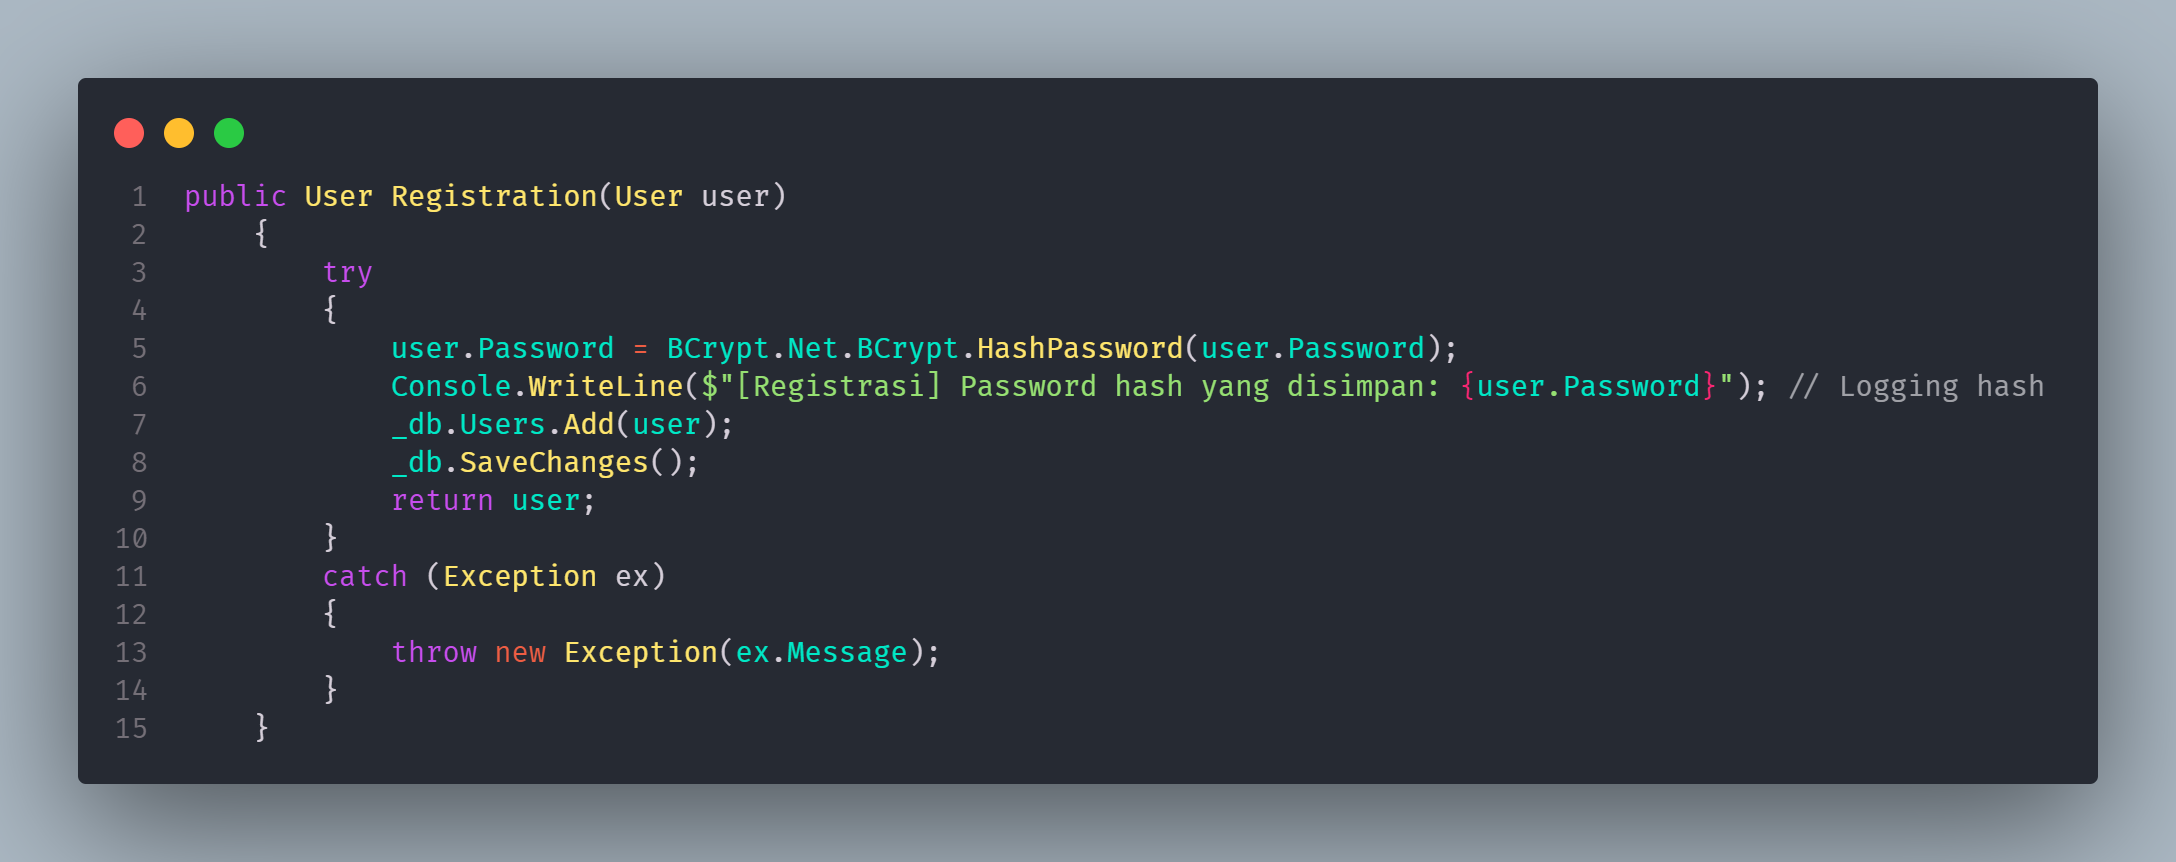 1 public User Registration(User user)
2     {
3         try
4         {
5             user.Password = BCrypt.Net.BCrypt.HashPassword(user.Password);
6             Console.WriteLine($"[Registrasi] Password hash yang disimpan: {user.Password}"); // Logging hash
7             _db.Users.Add(user);
8             _db.SaveChanges();
9             return user;
10         }
11         catch (Exception ex)
12         {
13             throw new Exception(ex.Message);
14         }
15     }